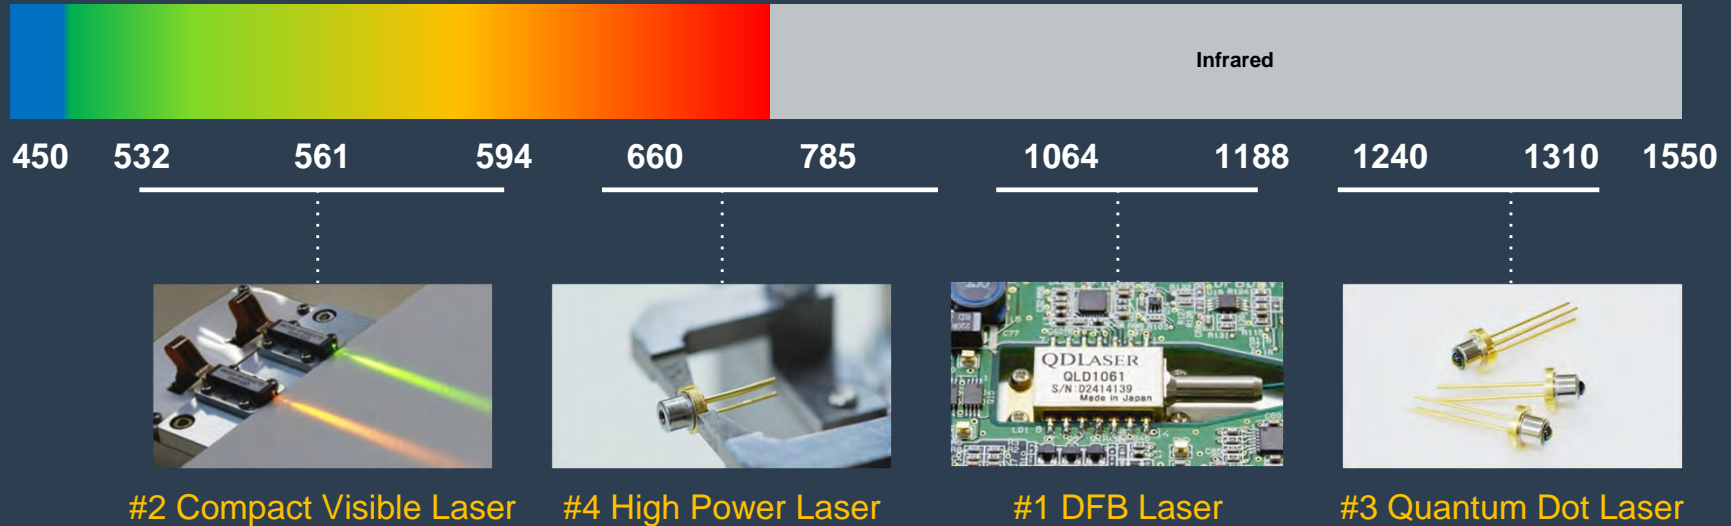 Infrared
450 532 561 594 660 785 1064 1188 1240 1310 1550
QDLASER
QLD1061
S/N:D2414139
Made in Japan
#2 Compact Visible Laser
#4 High Power Laser
#1 DFB Laser
#3 Quantum Dot Laser